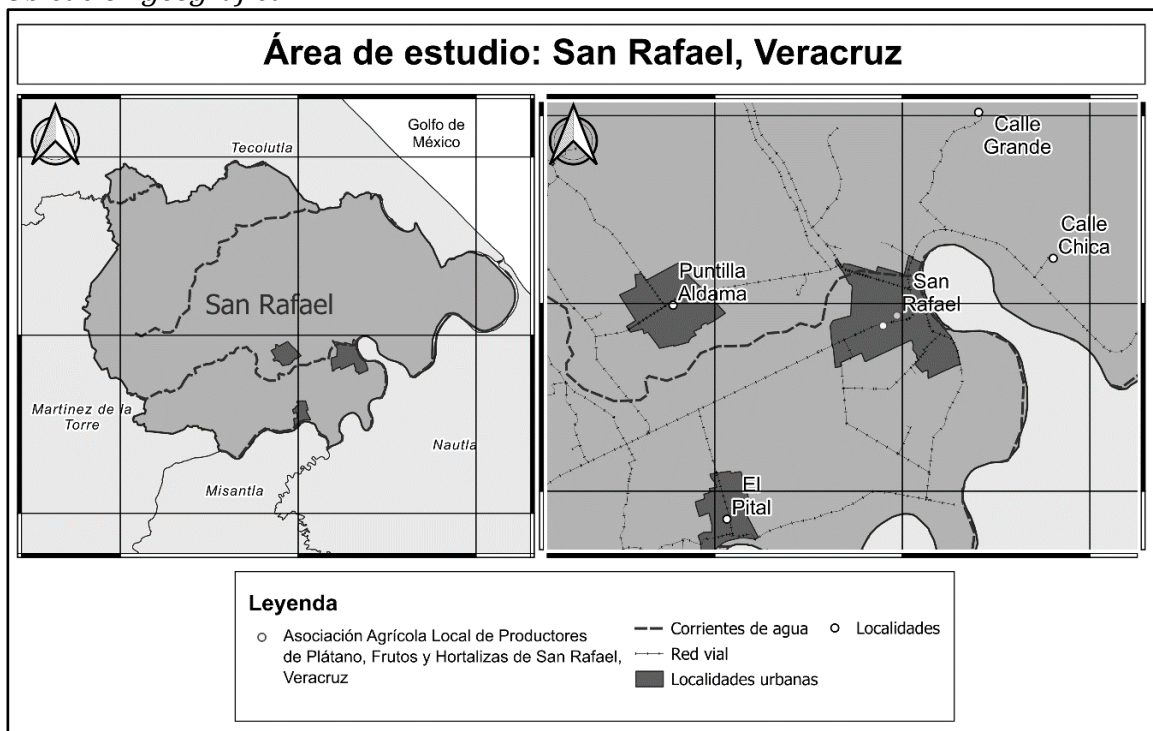 Área de estudio: San Rafael, Veracruz
Golfo de
México
Tecolutla
San Rafael
Martínez de la
Torre
Nautla
Misantla
Calle
Grande
Calle
Chica
Puntilla
Aldama
San
Rafael
El
Pital
Leyenda
Asociación Agrícola Local de Productores
de Plátano, Frutos y Hortalizas de San Rafael,
Veracruz
Corrientes de agua
Localidades
Red vial
Localidades urbanas